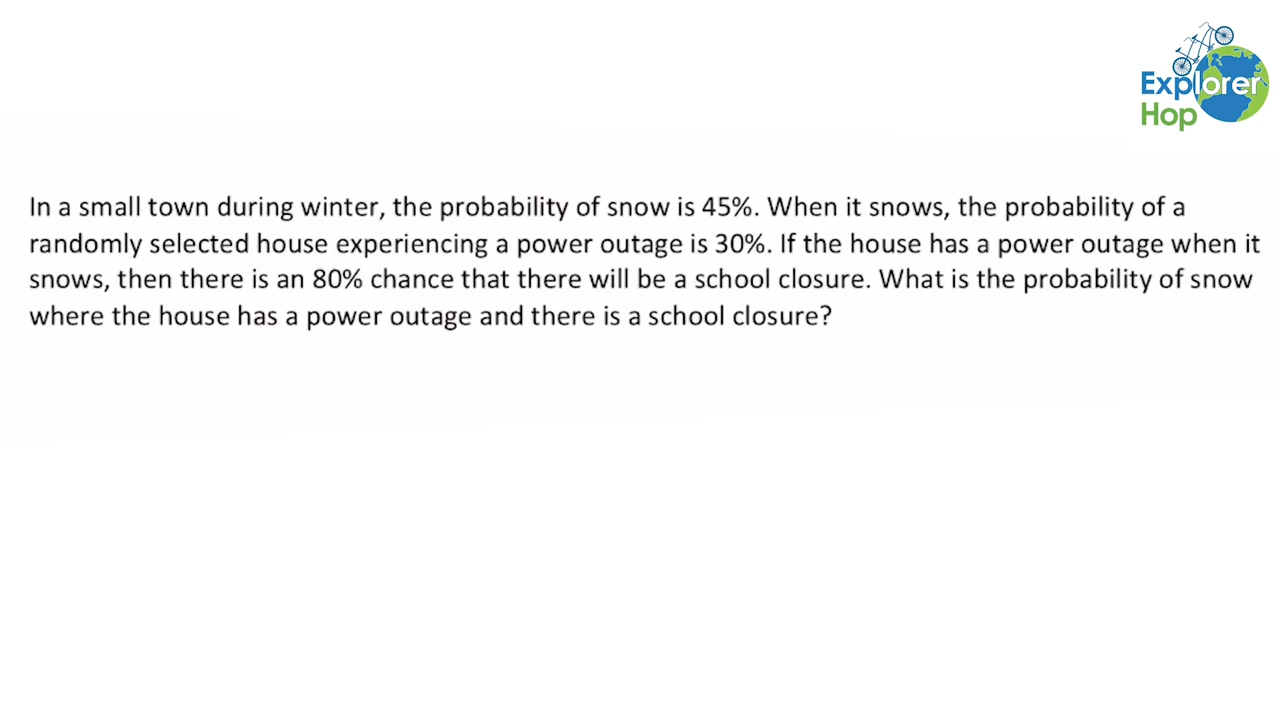 Explorer
Hop
In a small town during winter, the probability of snow is 45%. When it snows, the probability of a
randomly selected house experiencing a power outage is 30%. If the house has a power outage when it
snows, then there is an 80% chance that there will be a school closure. What is the probability of snow
where the house has a power outage and there is a school closure?